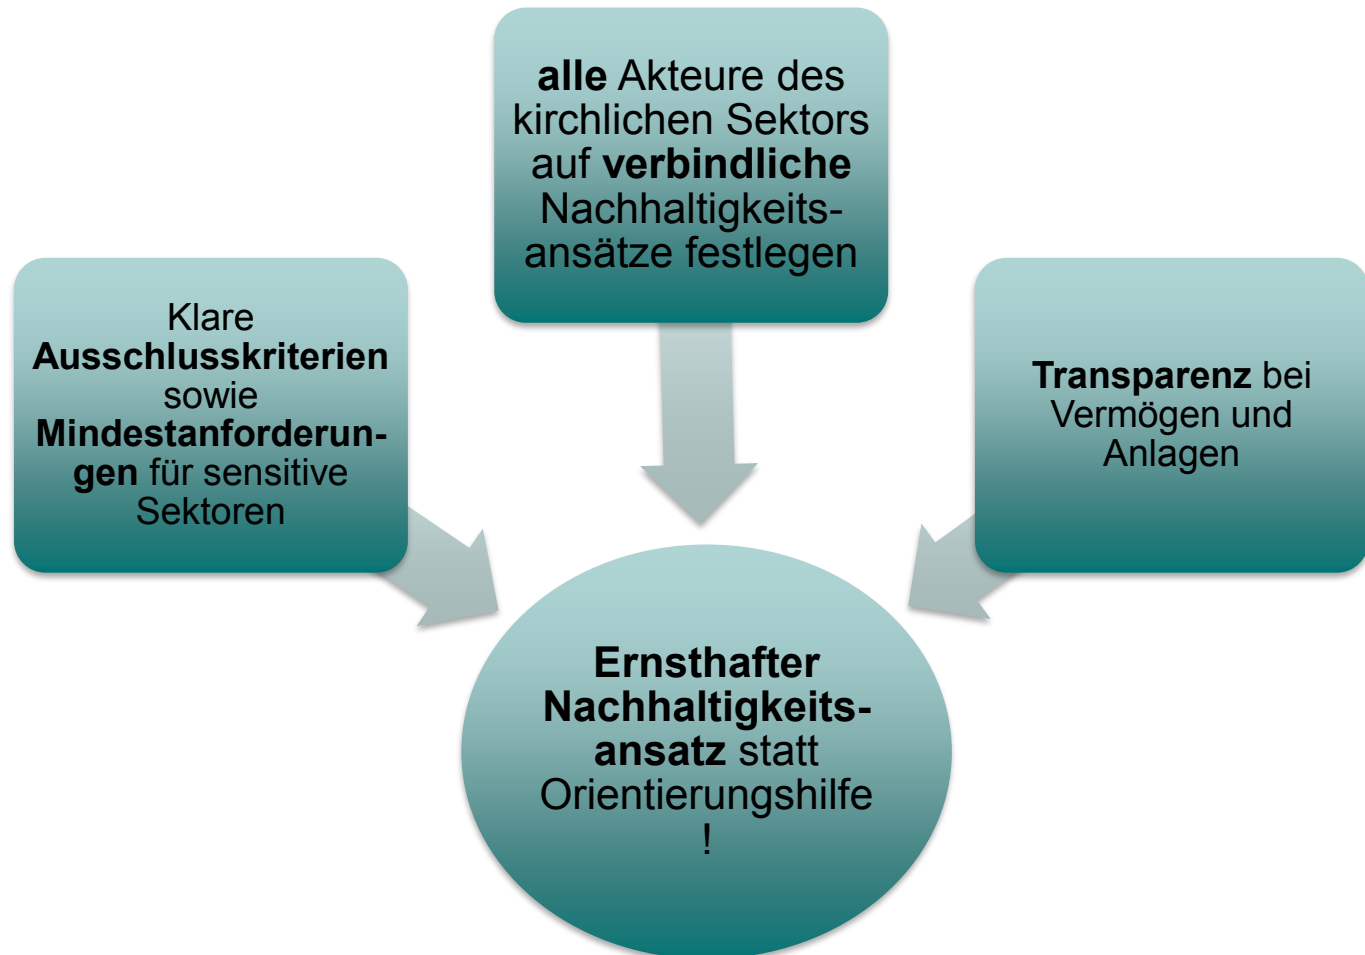 alle Akteure des
kirchlichen Sektors
auf verbindliche
Nachhaltigkeits-
ansätze festlegen
Klare
Ausschlusskriterien
sowie
Mindestanforderun-
gen für sensitive
Sektoren
Transparenz bei
Vermögen und
Anlagen
Ernsthafter
Nachhaltigkeits-
ansatz statt
Orientierungshilfe
!